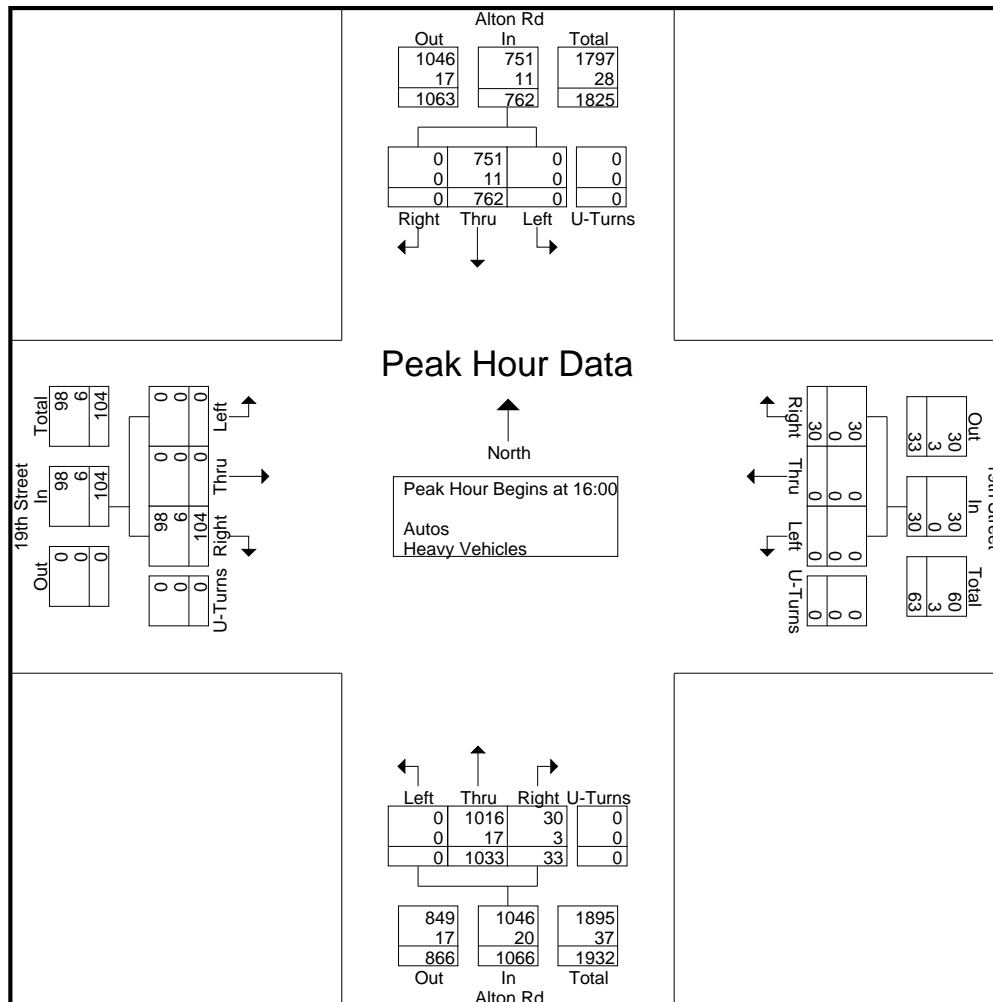 Alton Rd
Out In Total
1046 751 1797
17 11 28
1063 762 1825
0 751 0 0
0 11 0 0
0 762 0 0
Right Thru Left U-Turns
Peak Hour Data
North
Peak Hour Begins at 16:00
Autos
Heavy Vehicles
19th Street
Total
98
6
104
In
98
6
104
Out
0
0
0
Left
0
0
0
Thru
0
0
0
Right
98
6
104
U-Turns
0
0
0
Right
30
0
30
Thru
0
0
0
Left
0
0
0
U-Turns
0
0
0
Out
30
3
33
In
30
0
30
Total
60
3
63
Left Thru Right U-Turns
0 1016 30 0
0 17 3 0
0 1033 33 0
849 1046 1895
17 20 37
866 1066 1932
Out In Total
Alton Rd